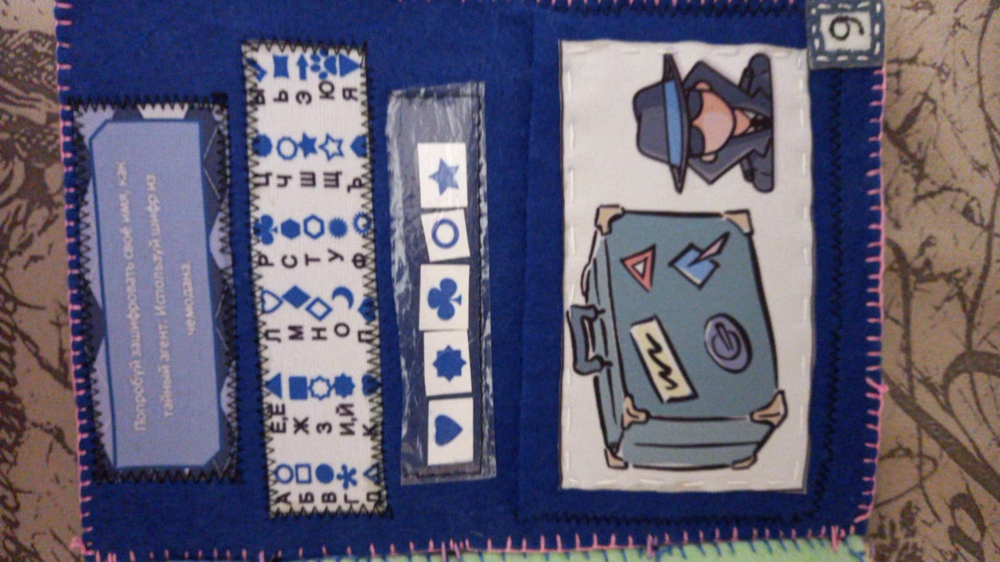 Попробуй зашифровать своё имя, как
тайный агент. Используй шифр из
чемодана.
А Е,Ё Л Р Ц Ы
Б Ж М С Ч Ь
В З Н Т Ш Э
Г И,Й О У Щ Ю
Д К П Ф Ъ Я
9